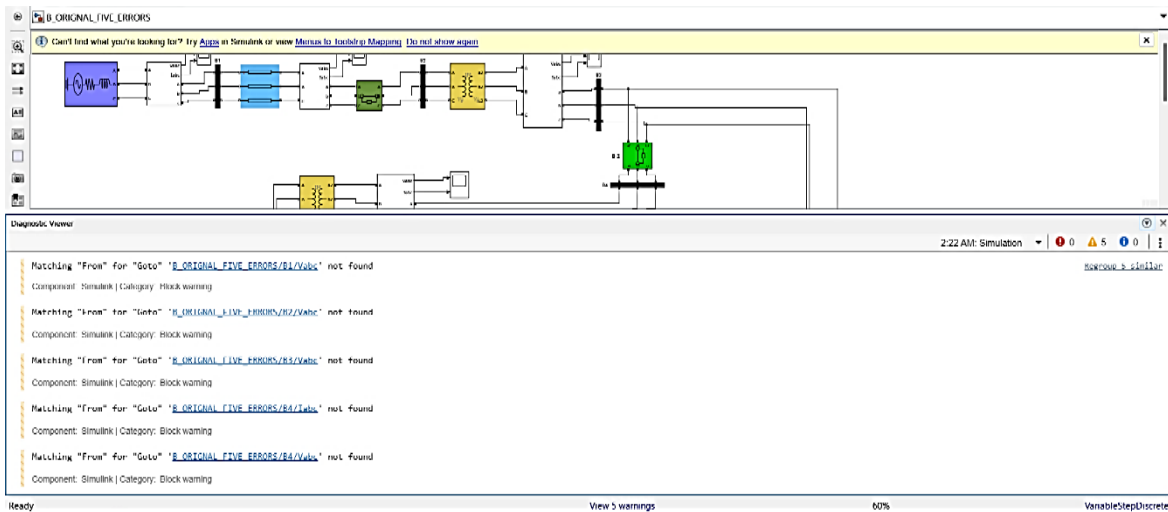 B_ORIGNAL_FIVE_ERRORS
Can't find what you're looking for? Try Apps in Simulink or view Menus to Toolstrip Mapping Do not show again
Diagnostic Viewer
2:22 AM: Simulation 0 5 0
Matching "From" for "Goto" 'B_ORIGNAL_FIVE_ERRORS/B1/Vabc' not found
Regroup 5 similar
Component: Simulink | Category: Block warning
Matching "From" for "Goto" 'B_ORIGNAL_FIVE_ERRORS/B2/Vabc' not found
Component: Simulink | Category: Block warning
Matching "From" for "Goto" 'B_ORIGNAL_FIVE_ERRORS/B3/Vabc' not found
Component: Simulink | Category: Block warning
Matching "From" for "Goto" 'B_ORIGNAL_FIVE_ERRORS/B4/Iabc' not found
Component: Simulink | Category: Block warning
Matching "From" for "Goto" 'B_ORIGNAL_FIVE_ERRORS/B4/Vabc' not found
Component: Simulink | Category: Block warning
Ready View 5 warnings 60% VariableStepDiscrete